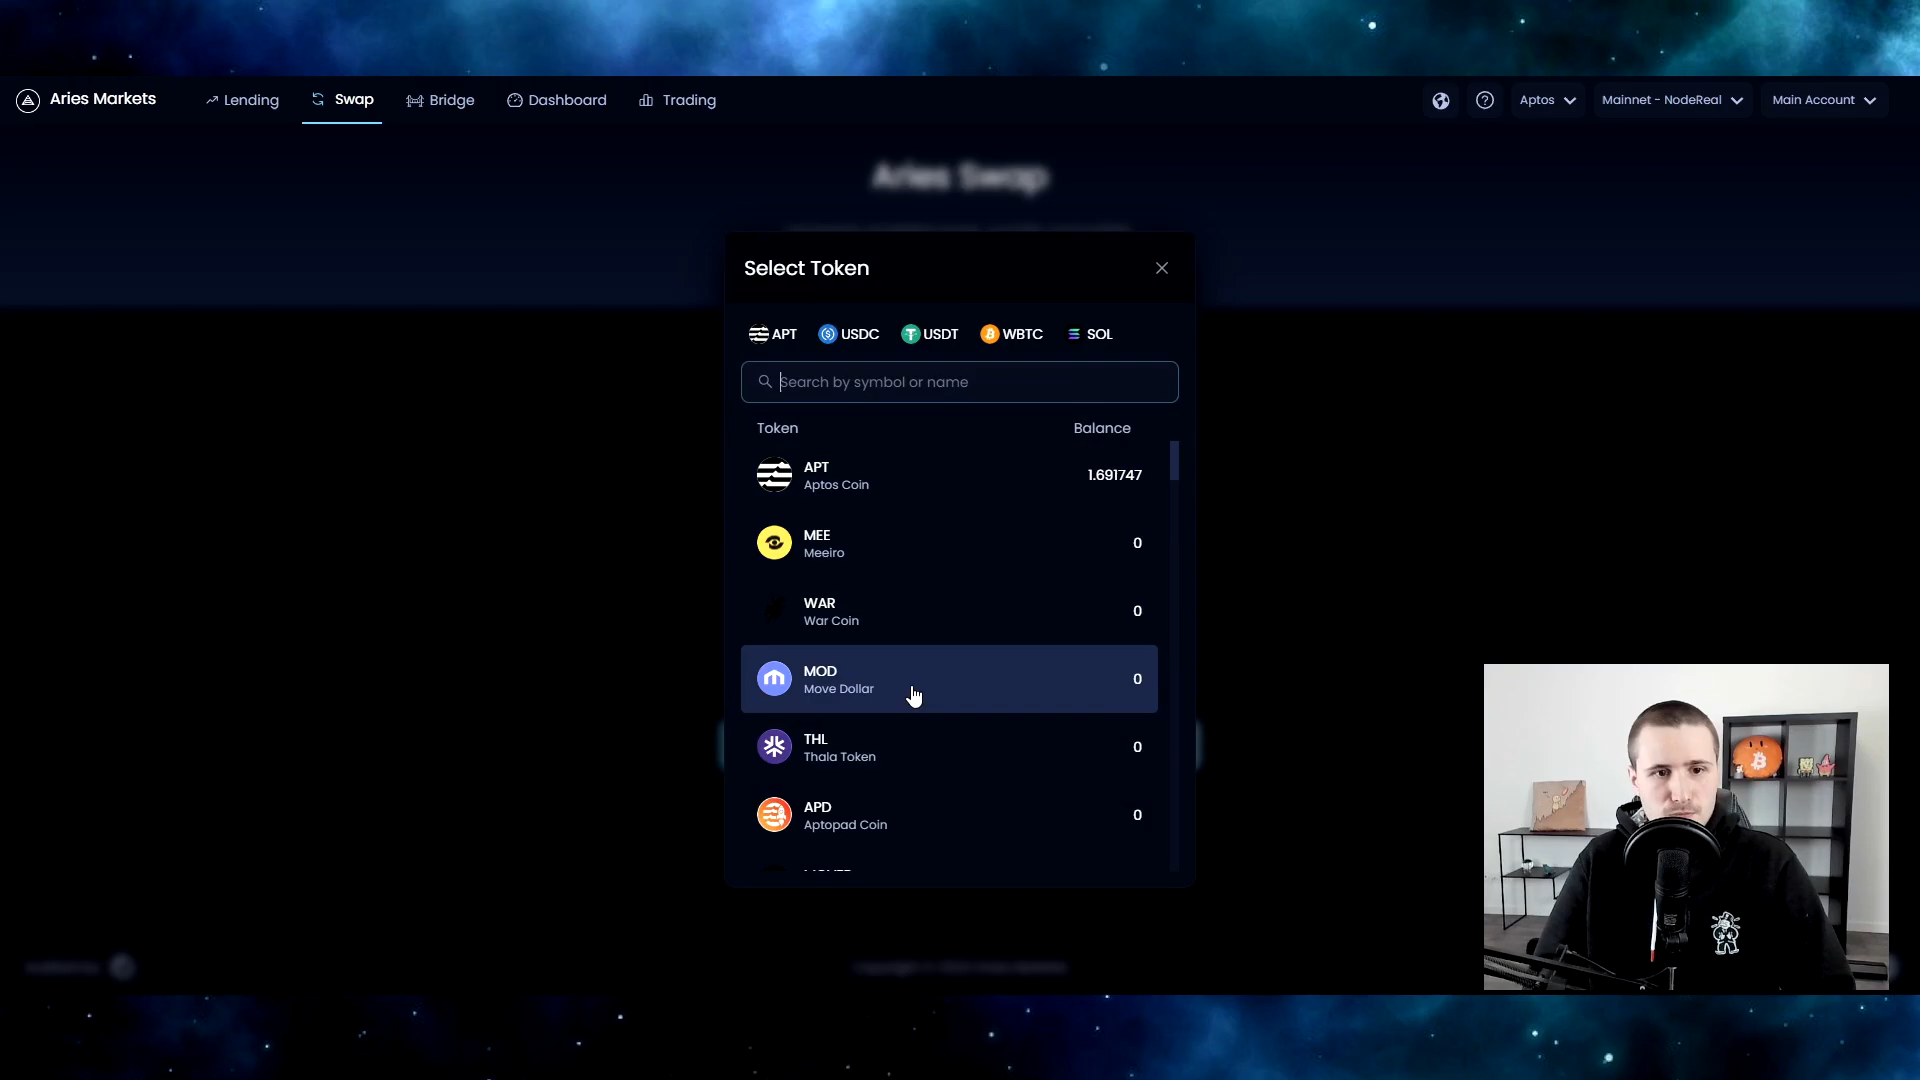 Aries Markets
Lending
Swap
Bridge
Dashboard
Trading
Aptos
Mainnet - NodeReal
Main Account
Aries Swap
Select Token
APT
USDC
USDT
WBTC
SOL
Search by symbol or name
Token Balance
APT
Aptos Coin
1.691747
MEE
Meeiro
0
WAR
War Coin
0
MOD
Move Dollar
0
THL
Thala Token
0
APD
Aptopad Coin
0